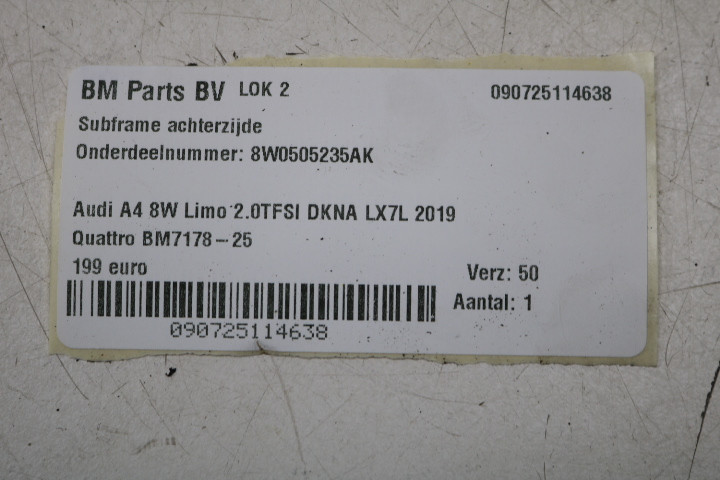 BM Parts BV LOK 2 090725114638
Subframe achterzijde
Onderdeelnummer: 8W0505235AK
Audi A4 8W Limo 2.0TFSI DKNA LX7L 2019
Quattro BM7178-25
199 euro Verz: 50
Aantal: 1
090725114638